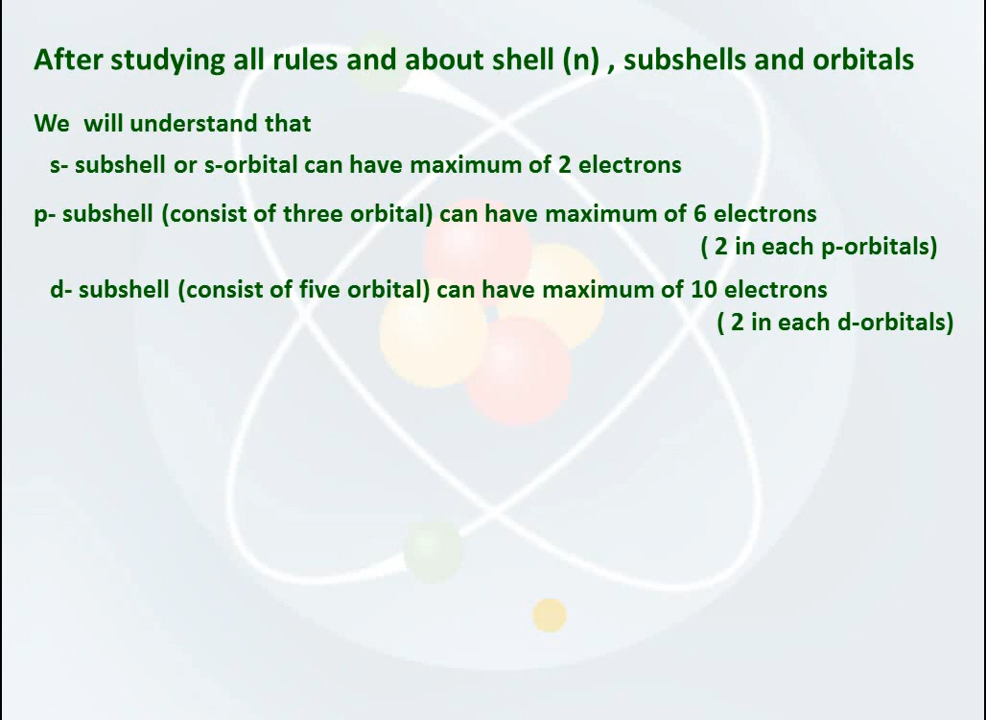 After studying all rules and about shell (n) , subshells and orbitals
We will understand that
s- subshell or s-orbital can have maximum of 2 electrons
p- subshell (consist of three orbital) can have maximum of 6 electrons
( 2 in each p-orbitals)
d- subshell (consist of five orbital) can have maximum of 10 electrons
( 2 in each d-orbitals)